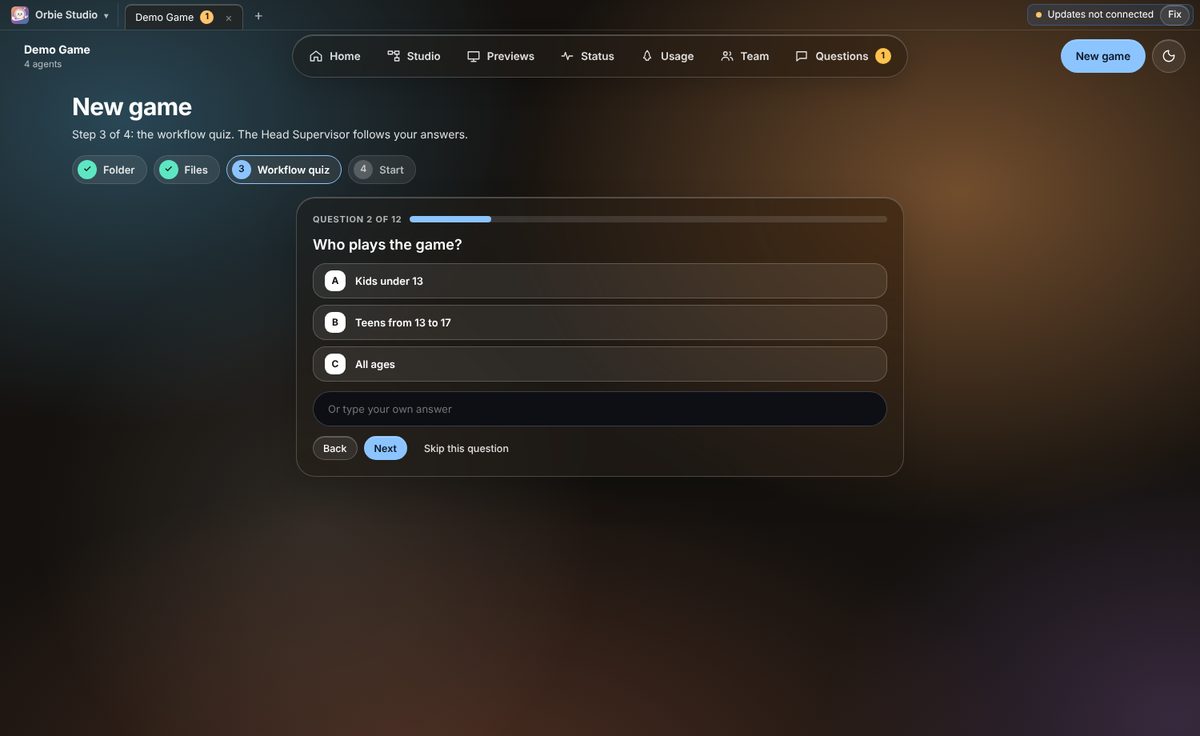 Orbie Studio
Demo Game 1
Updates not connected Fix
Demo Game
4 agents
Home Studio Previews Status Usage Team Questions 1
New game
New game
Step 3 of 4: the workflow quiz. The Head Supervisor follows your answers.
Folder Files 3 Workflow quiz 4 Start
QUESTION 2 OF 12
Who plays the game?
A Kids under 13
B Teens from 13 to 17
C All ages
Or type your own answer
Back Next Skip this question